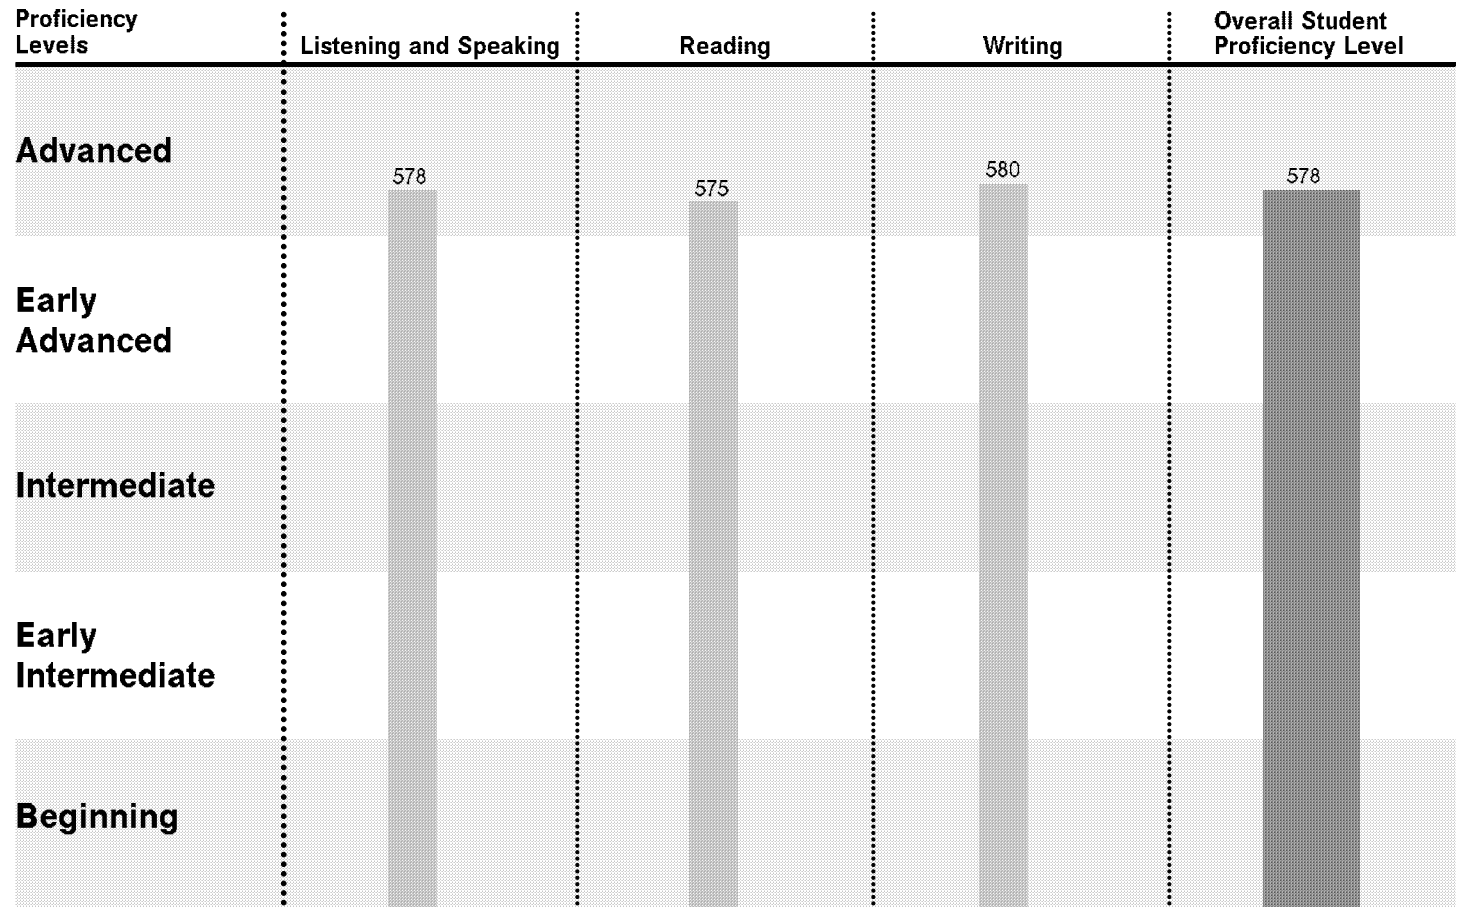 Proficiency
Levels
Listening and Speaking
Reading
Writing
Overall Student
Proficiency Level
Advanced
578
575
580
578
Early
Advanced
Intermediate
Early
Intermediate
Beginning